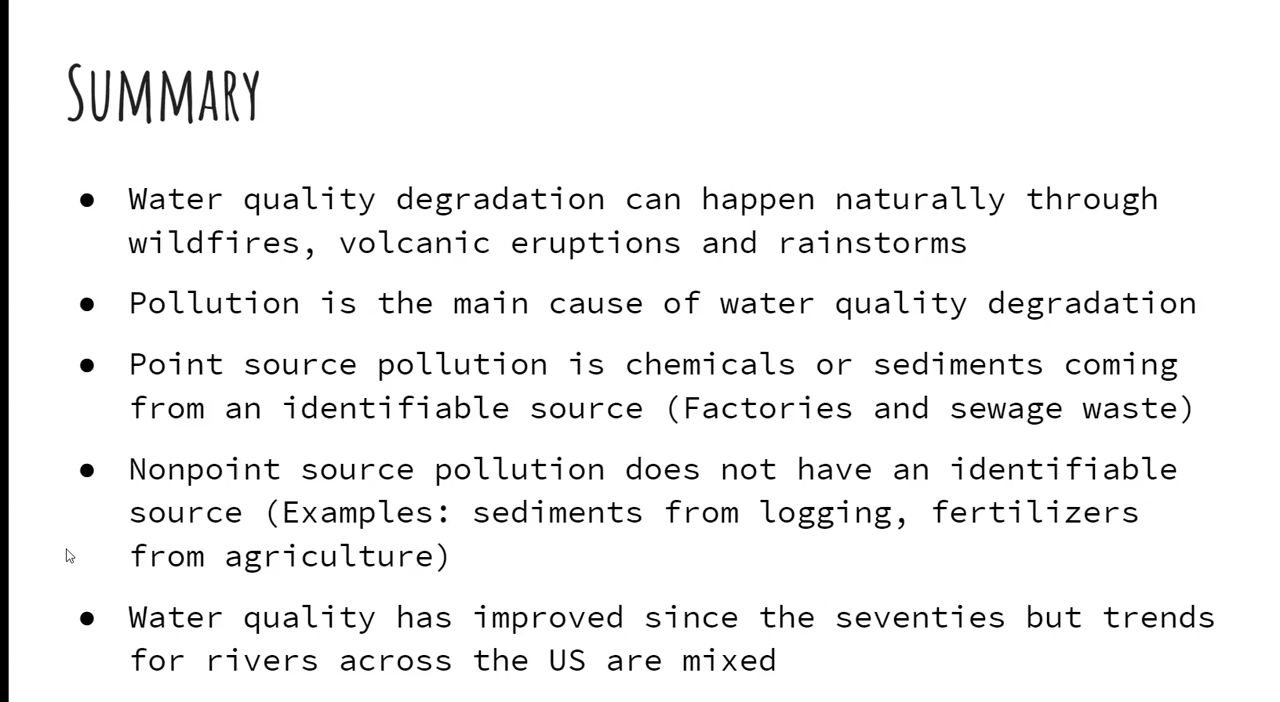 SUMMARY
● Water quality degradation can happen naturally through
wildfires, volcanic eruptions and rainstorms
● Pollution is the main cause of water quality degradation
● Point source pollution is chemicals or sediments coming
from an identifiable source (Factories and sewage waste)
● Nonpoint source pollution does not have an identifiable
source (Examples: sediments from logging, fertilizers
from agriculture)
● Water quality has improved since the seventies but trends
for rivers across the US are mixed